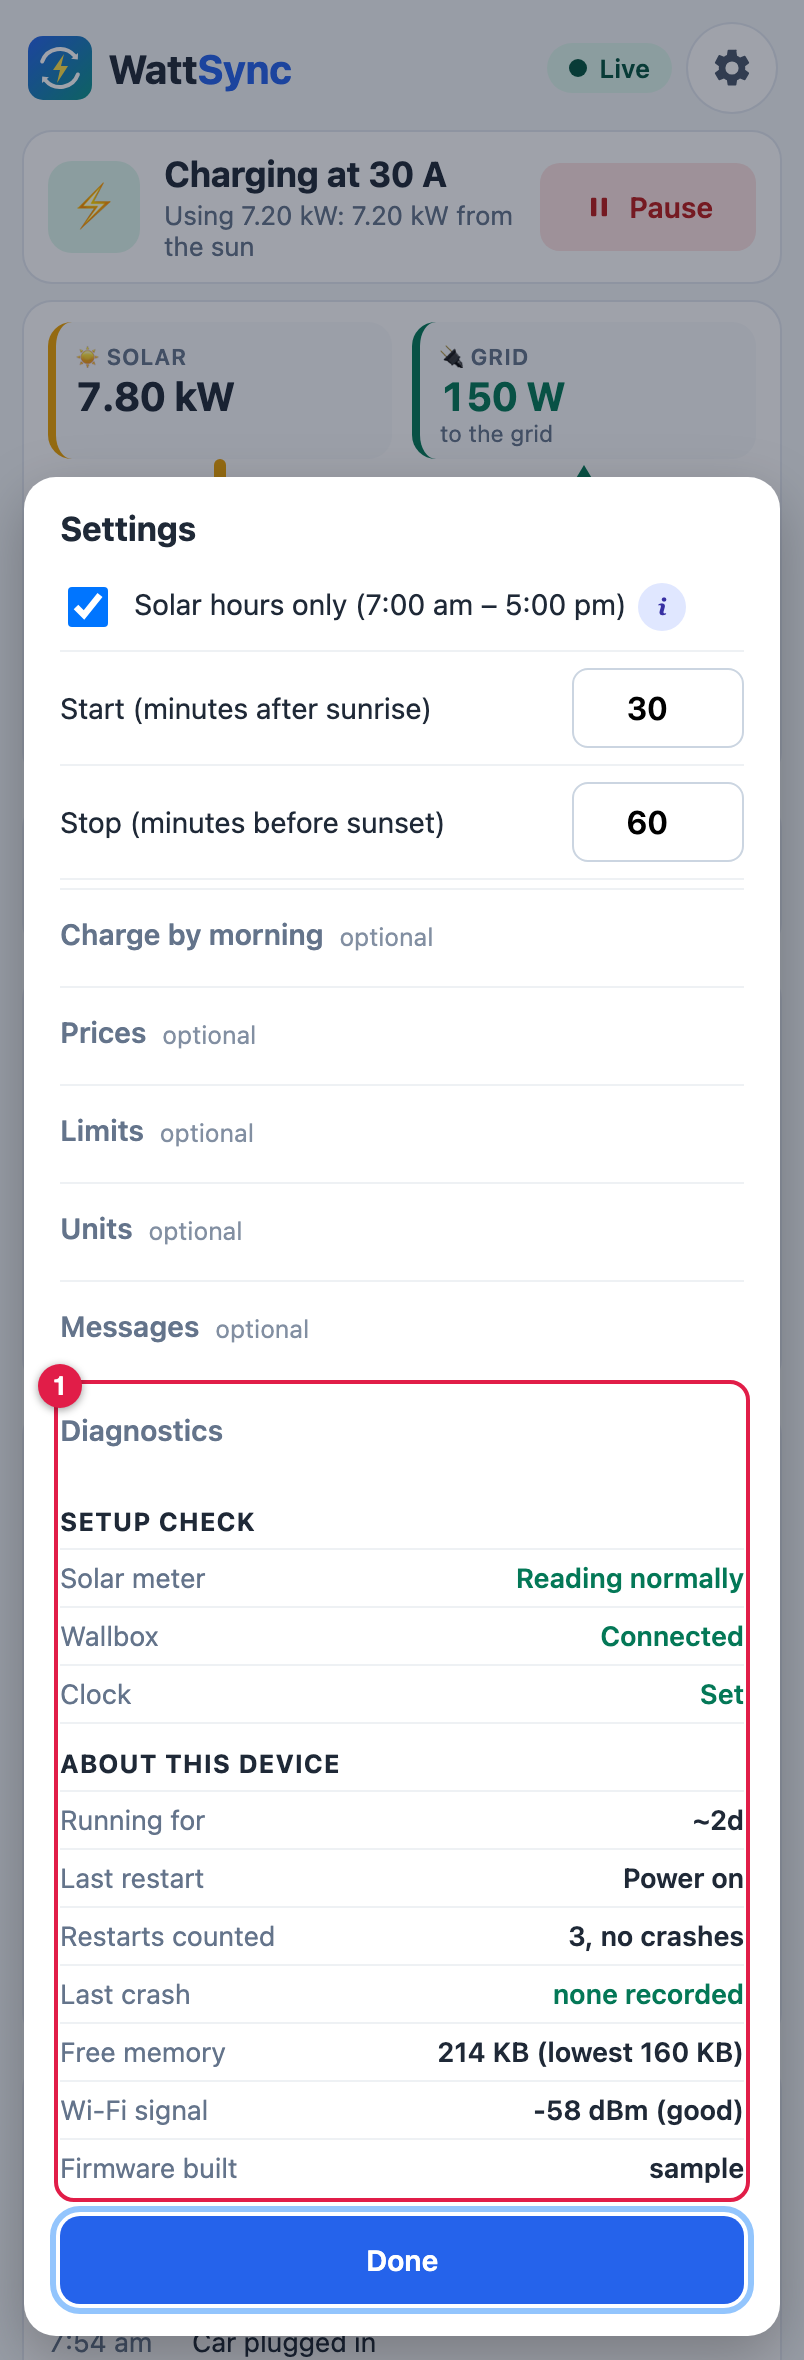 WattSync
Live
Charging at 30 A
Using 7.20 kW: 7.20 kW from
the sun
Pause
SOLAR
7.80 kW
GRID
150 W
to the grid
Settings
Solar hours only (7:00 am – 5:00 pm) i
Start (minutes after sunrise) 30
Stop (minutes before sunset) 60
Charge by morning optional
Prices optional
Limits optional
Units optional
Messages optional
1
Diagnostics
SETUP CHECK
Solar meter Reading normally
Wallbox Connected
Clock Set
ABOUT THIS DEVICE
Running for ~2d
Last restart Power on
Restarts counted 3, no crashes
Last crash none recorded
Free memory 214 KB (lowest 160 KB)
Wi-Fi signal -58 dBm (good)
Firmware built sample
Done
7:54 am Car plugged in